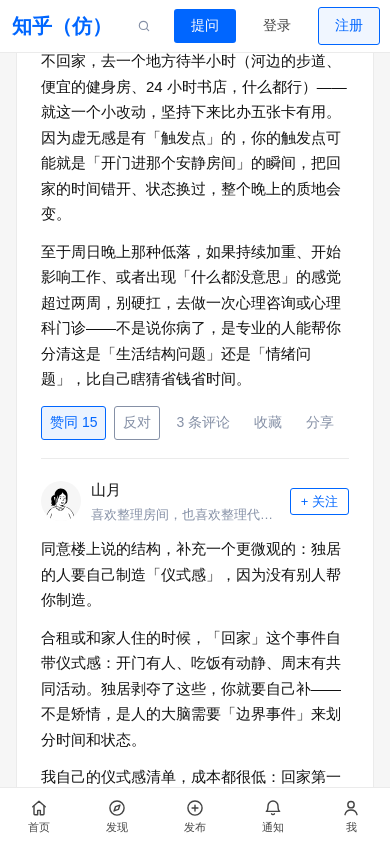 知乎（仿）
提问
登录
注册
不回家，去一个地方待半小时（河边的步道、
便宜的健身房、24 小时书店，什么都行）——
就这一个小改动，坚持下来比办五张卡有用。
因为虚无感是有「触发点」的，你的触发点可
能就是「开门进那个安静房间」的瞬间，把回
家的时间错开、状态换过，整个晚上的质地会
变。
至于周日晚上那种低落，如果持续加重、开始
影响工作、或者出现「什么都没意思」的感觉
超过两周，别硬扛，去做一次心理咨询或心理
科门诊——不是说你病了，是专业的人能帮你
分清这是「生活结构问题」还是「情绪问
题」，比自己瞎猜省钱省时间。
赞同 15
反对
3 条评论
收藏
分享
山月
喜欢整理房间，也喜欢整理代…
+ 关注
同意楼上说的结构，补充一个更微观的：独居
的人要自己制造「仪式感」，因为没有别人帮
你制造。
合租或和家人住的时候，「回家」这个事件自
带仪式感：开门有人、吃饭有动静、周末有共
同活动。独居剥夺了这些，你就要自己补——
不是矫情，是人的大脑需要「边界事件」来划
分时间和状态。
我自己的仪式感清单，成本都很低：回家第一
首页
发现
发布
通知
我